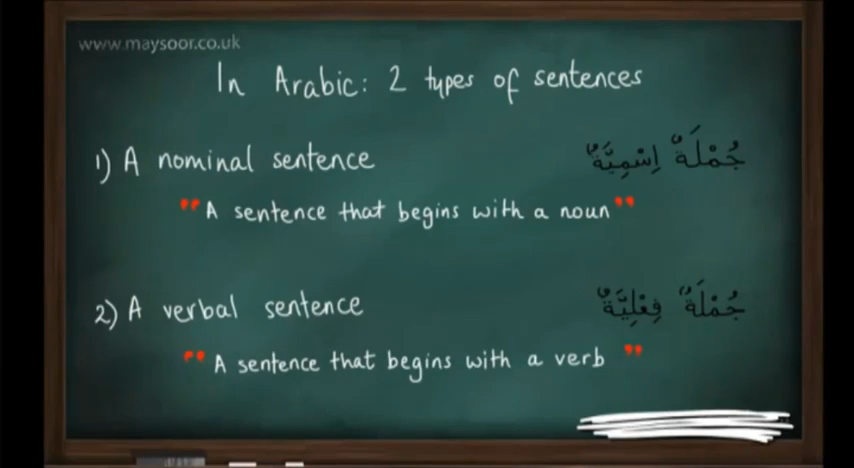 www.maysoor.co.uk
In Arabic: 2 types of sentences
1) A nominal sentence جُمْلَةٌ اِسْمِيَّةٌ
"A sentence that begins with a noun"
2) A verbal sentence جُمْلَةٌ فِعْلِيَّةٌ
"A sentence that begins with a verb"